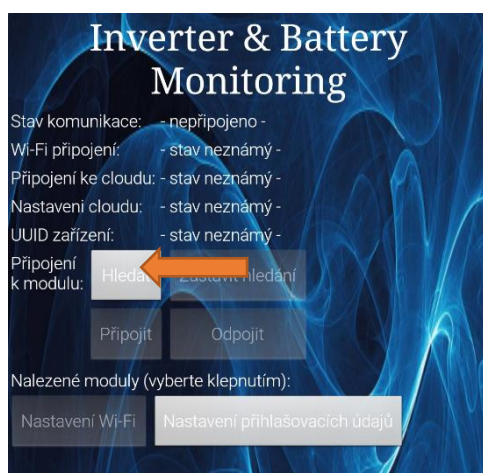 Inverter & Battery
Monitoring
Stav komunikace: - nepřipojeno -
Wi-Fi připojení: - stav neznámý -
Připojení ke cloudu: - stav neznámý -
Nastaveni cloudu: - stav neznámý -
UUID zařízení: - stav neznámý -
Připojení
k modulu: Hledat Zastavit hledání
Připojit Odpojit
Nalezené moduly (vyberte klepnutím):
Nastavení Wi-Fi Nastavení přihlašovacích údajů